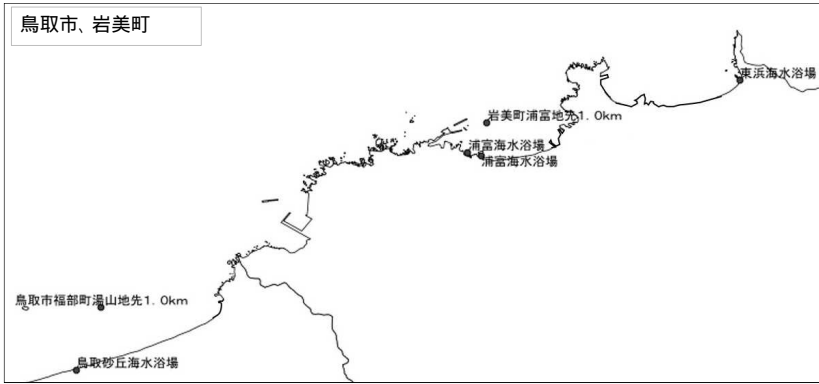 鳥取市、岩美町
東浜海水浴場
岩美町浦富地先1.0km
浦富海水浴場
浦富海水浴場
鳥取市福部町湯山地先1.0km
鳥取砂丘海水浴場